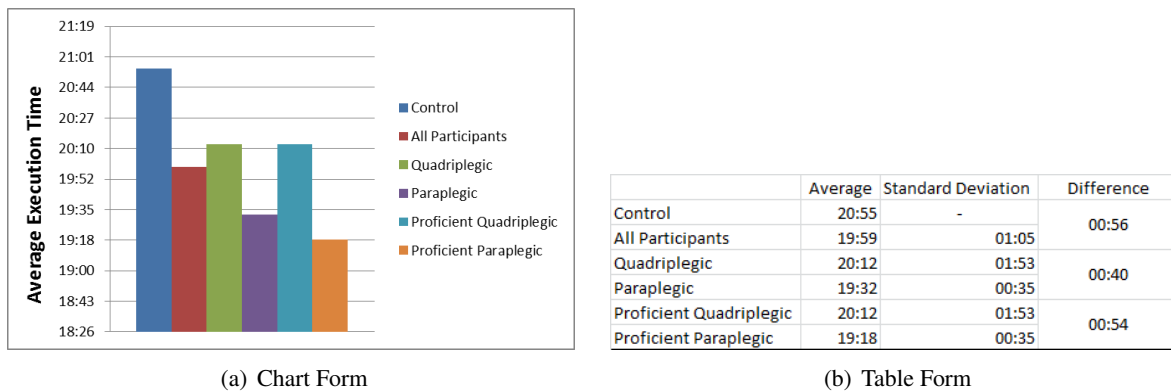 21:19
21:01
20:44
20:27
20:10
19:52
19:35
19:18
19:00
18:43
18:26
Average Execution Time
Control
All Participants
Quadriplegic
Paraplegic
Proficient Quadriplegic
Proficient Paraplegic
(a) Chart Form
Average Standard Deviation Difference
Control 20:55 - 00:56
All Participants 19:59 01:05
Quadriplegic 20:12 01:53 00:40
Paraplegic 19:32 00:35
Proficient Quadriplegic 20:12 01:53 00:54
Proficient Paraplegic 19:18 00:35
(b) Table Form